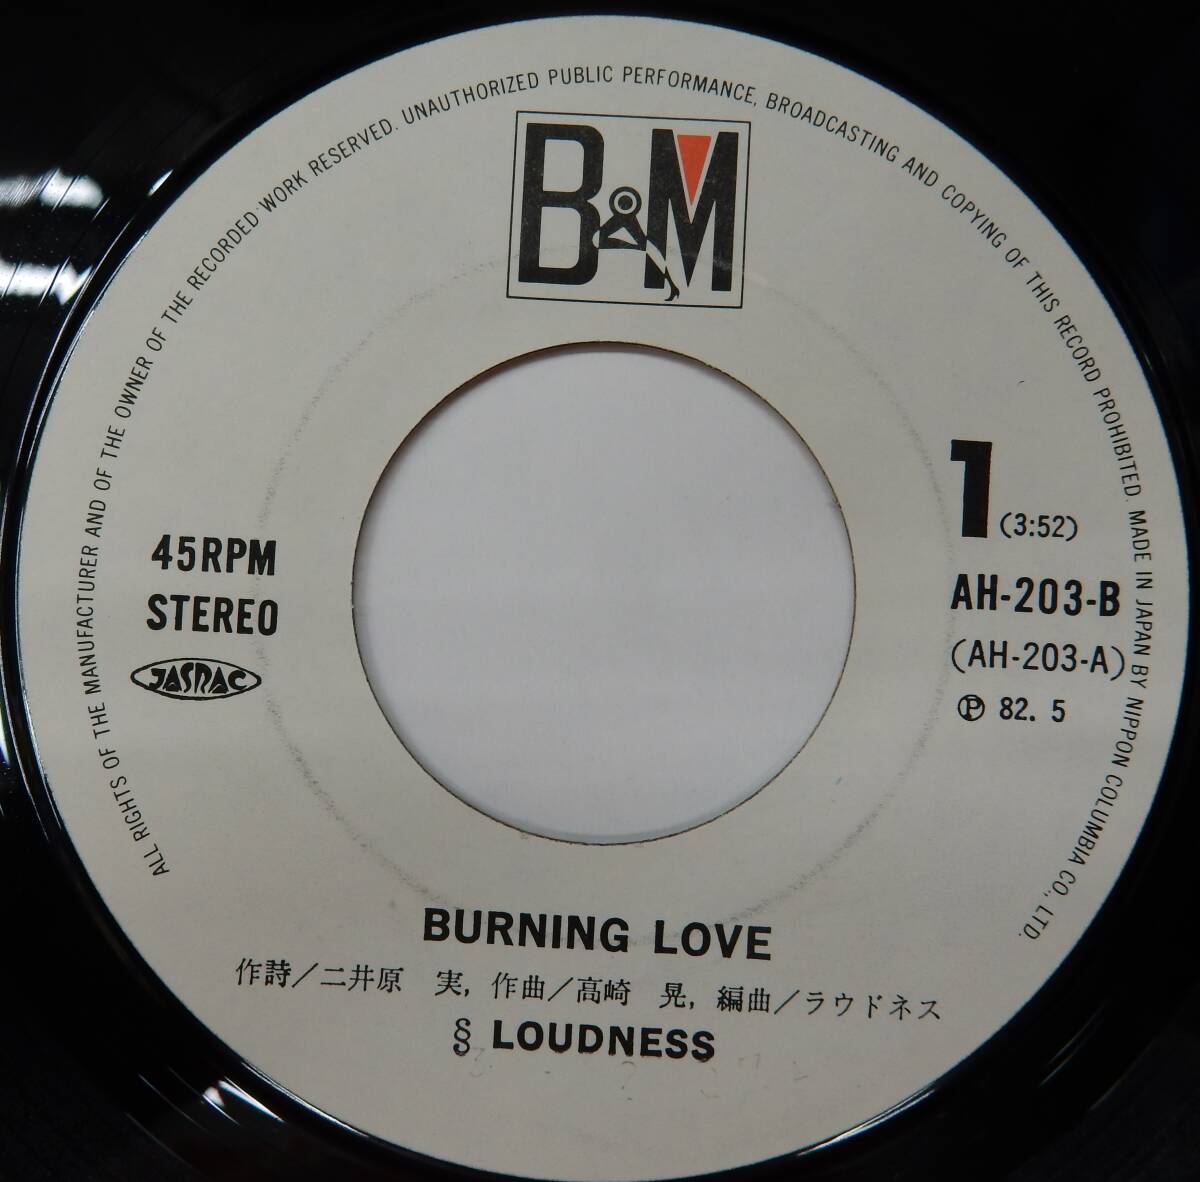 ALL RIGHTS OF THE MANUFACTURER AND OF THE OWNER OF THE RECORDED WORK RESERVED. UNAUTHORIZED PUBLIC PERFORMANCE, BROADCASTING AND COPYING OF THIS RECORD PROHIBITED. MADE IN JAPAN BY NIPPON COLUMBIA CO., LTD.
B&M
45RPM
STEREO
JASRAC
1 (3:52)
AH-203-B
(AH-203-A)
Ⓟ 82. 5
BURNING LOVE
作詩/二井原 実, 作曲/高崎 晃, 編曲/ラウドネス
§ LOUDNESS